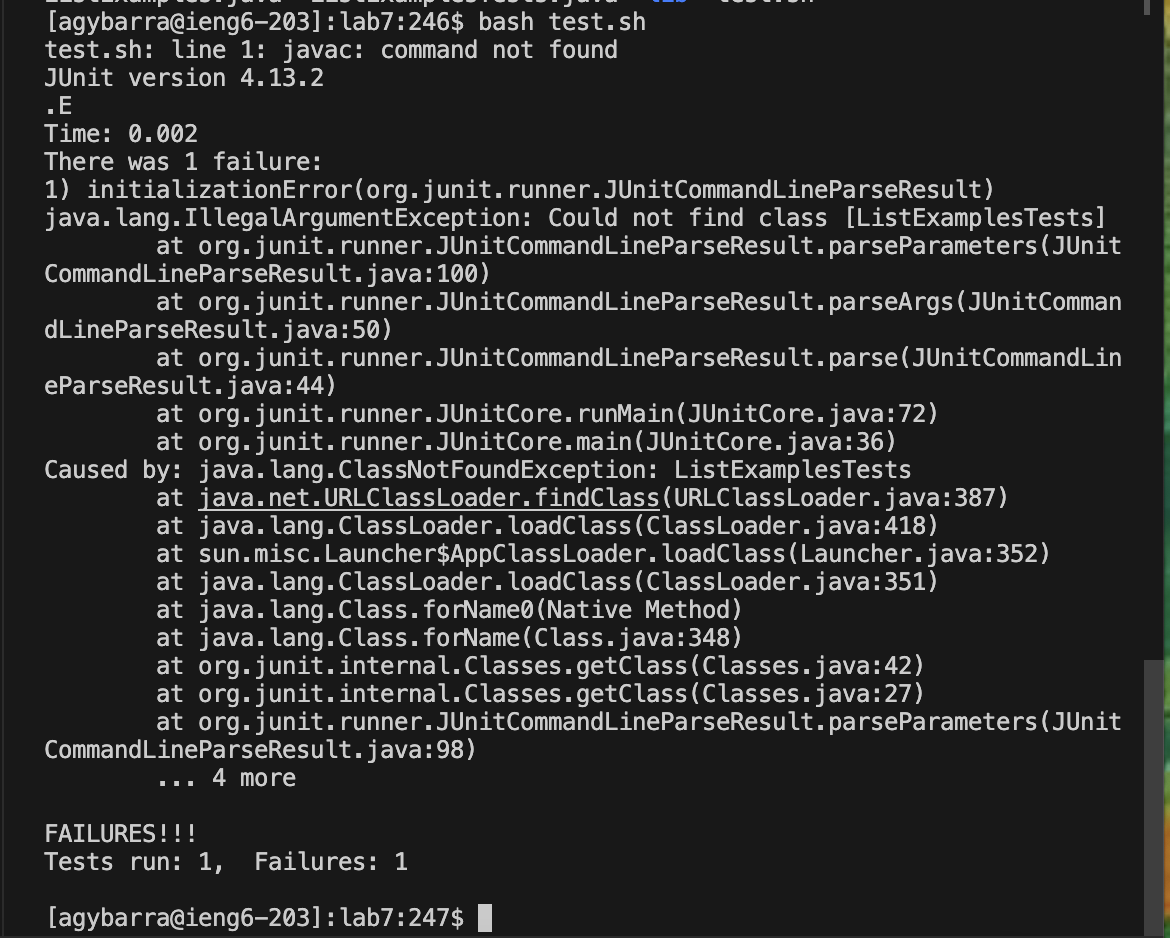 [agybarra@ieng6-203]:lab7:246$ bash test.sh
test.sh: line 1: javac: command not found
JUnit version 4.13.2
.E
Time: 0.002
There was 1 failure:
1) initializationError(org.junit.runner.JUnitCommandLineParseResult)
java.lang.IllegalArgumentException: Could not find class [ListExamplesTests]
        at org.junit.runner.JUnitCommandLineParseResult.parseParameters(JUnit
CommandLineParseResult.java:100)
        at org.junit.runner.JUnitCommandLineParseResult.parseArgs(JUnitComman
dLineParseResult.java:50)
        at org.junit.runner.JUnitCommandLineParseResult.parse(JUnitCommandLin
eParseResult.java:44)
        at org.junit.runner.JUnitCore.runMain(JUnitCore.java:72)
        at org.junit.runner.JUnitCore.main(JUnitCore.java:36)
Caused by: java.lang.ClassNotFoundException: ListExamplesTests
        at java.net.URLClassLoader.findClass(URLClassLoader.java:387)
        at java.lang.ClassLoader.loadClass(ClassLoader.java:418)
        at sun.misc.Launcher$AppClassLoader.loadClass(Launcher.java:352)
        at java.lang.ClassLoader.loadClass(ClassLoader.java:351)
        at java.lang.Class.forName0(Native Method)
        at java.lang.Class.forName(Class.java:348)
        at org.junit.internal.Classes.getClass(Classes.java:42)
        at org.junit.internal.Classes.getClass(Classes.java:27)
        at org.junit.runner.JUnitCommandLineParseResult.parseParameters(JUnit
CommandLineParseResult.java:98)
        ... 4 more

FAILURES!!!
Tests run: 1,  Failures: 1

[agybarra@ieng6-203]:lab7:247$